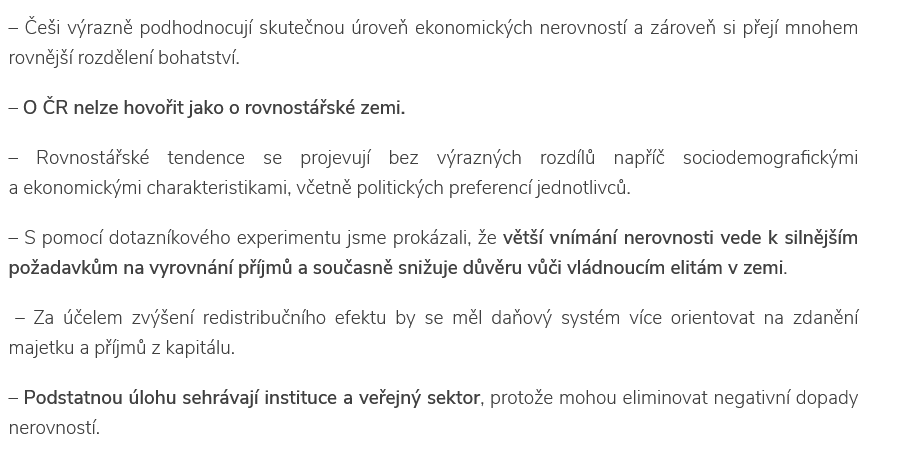 – Češi výrazně podhodnocují skutečnou úroveň ekonomických nerovností a zároveň si přejí mnohem
rovnější rozdělení bohatství.
– O ČR nelze hovořit jako o rovnostářské zemi.
– Rovnostářské tendence se projevují bez výrazných rozdílů napříč sociodemografickými
a ekonomickými charakteristikami, včetně politických preferencí jednotlivců.
– S pomocí dotazníkového experimentu jsme prokázali, že větší vnímání nerovnosti vede k silnějším
požadavkům na vyrovnání příjmů a současně snižuje důvěru vůči vládnoucím elitám v zemi.
– Za účelem zvýšení redistribučního efektu by se měl daňový systém více orientovat na zdanění
majetku a příjmů z kapitálu.
– Podstatnou úlohu sehrávají instituce a veřejný sektor, protože mohou eliminovat negativní dopady
nerovností.